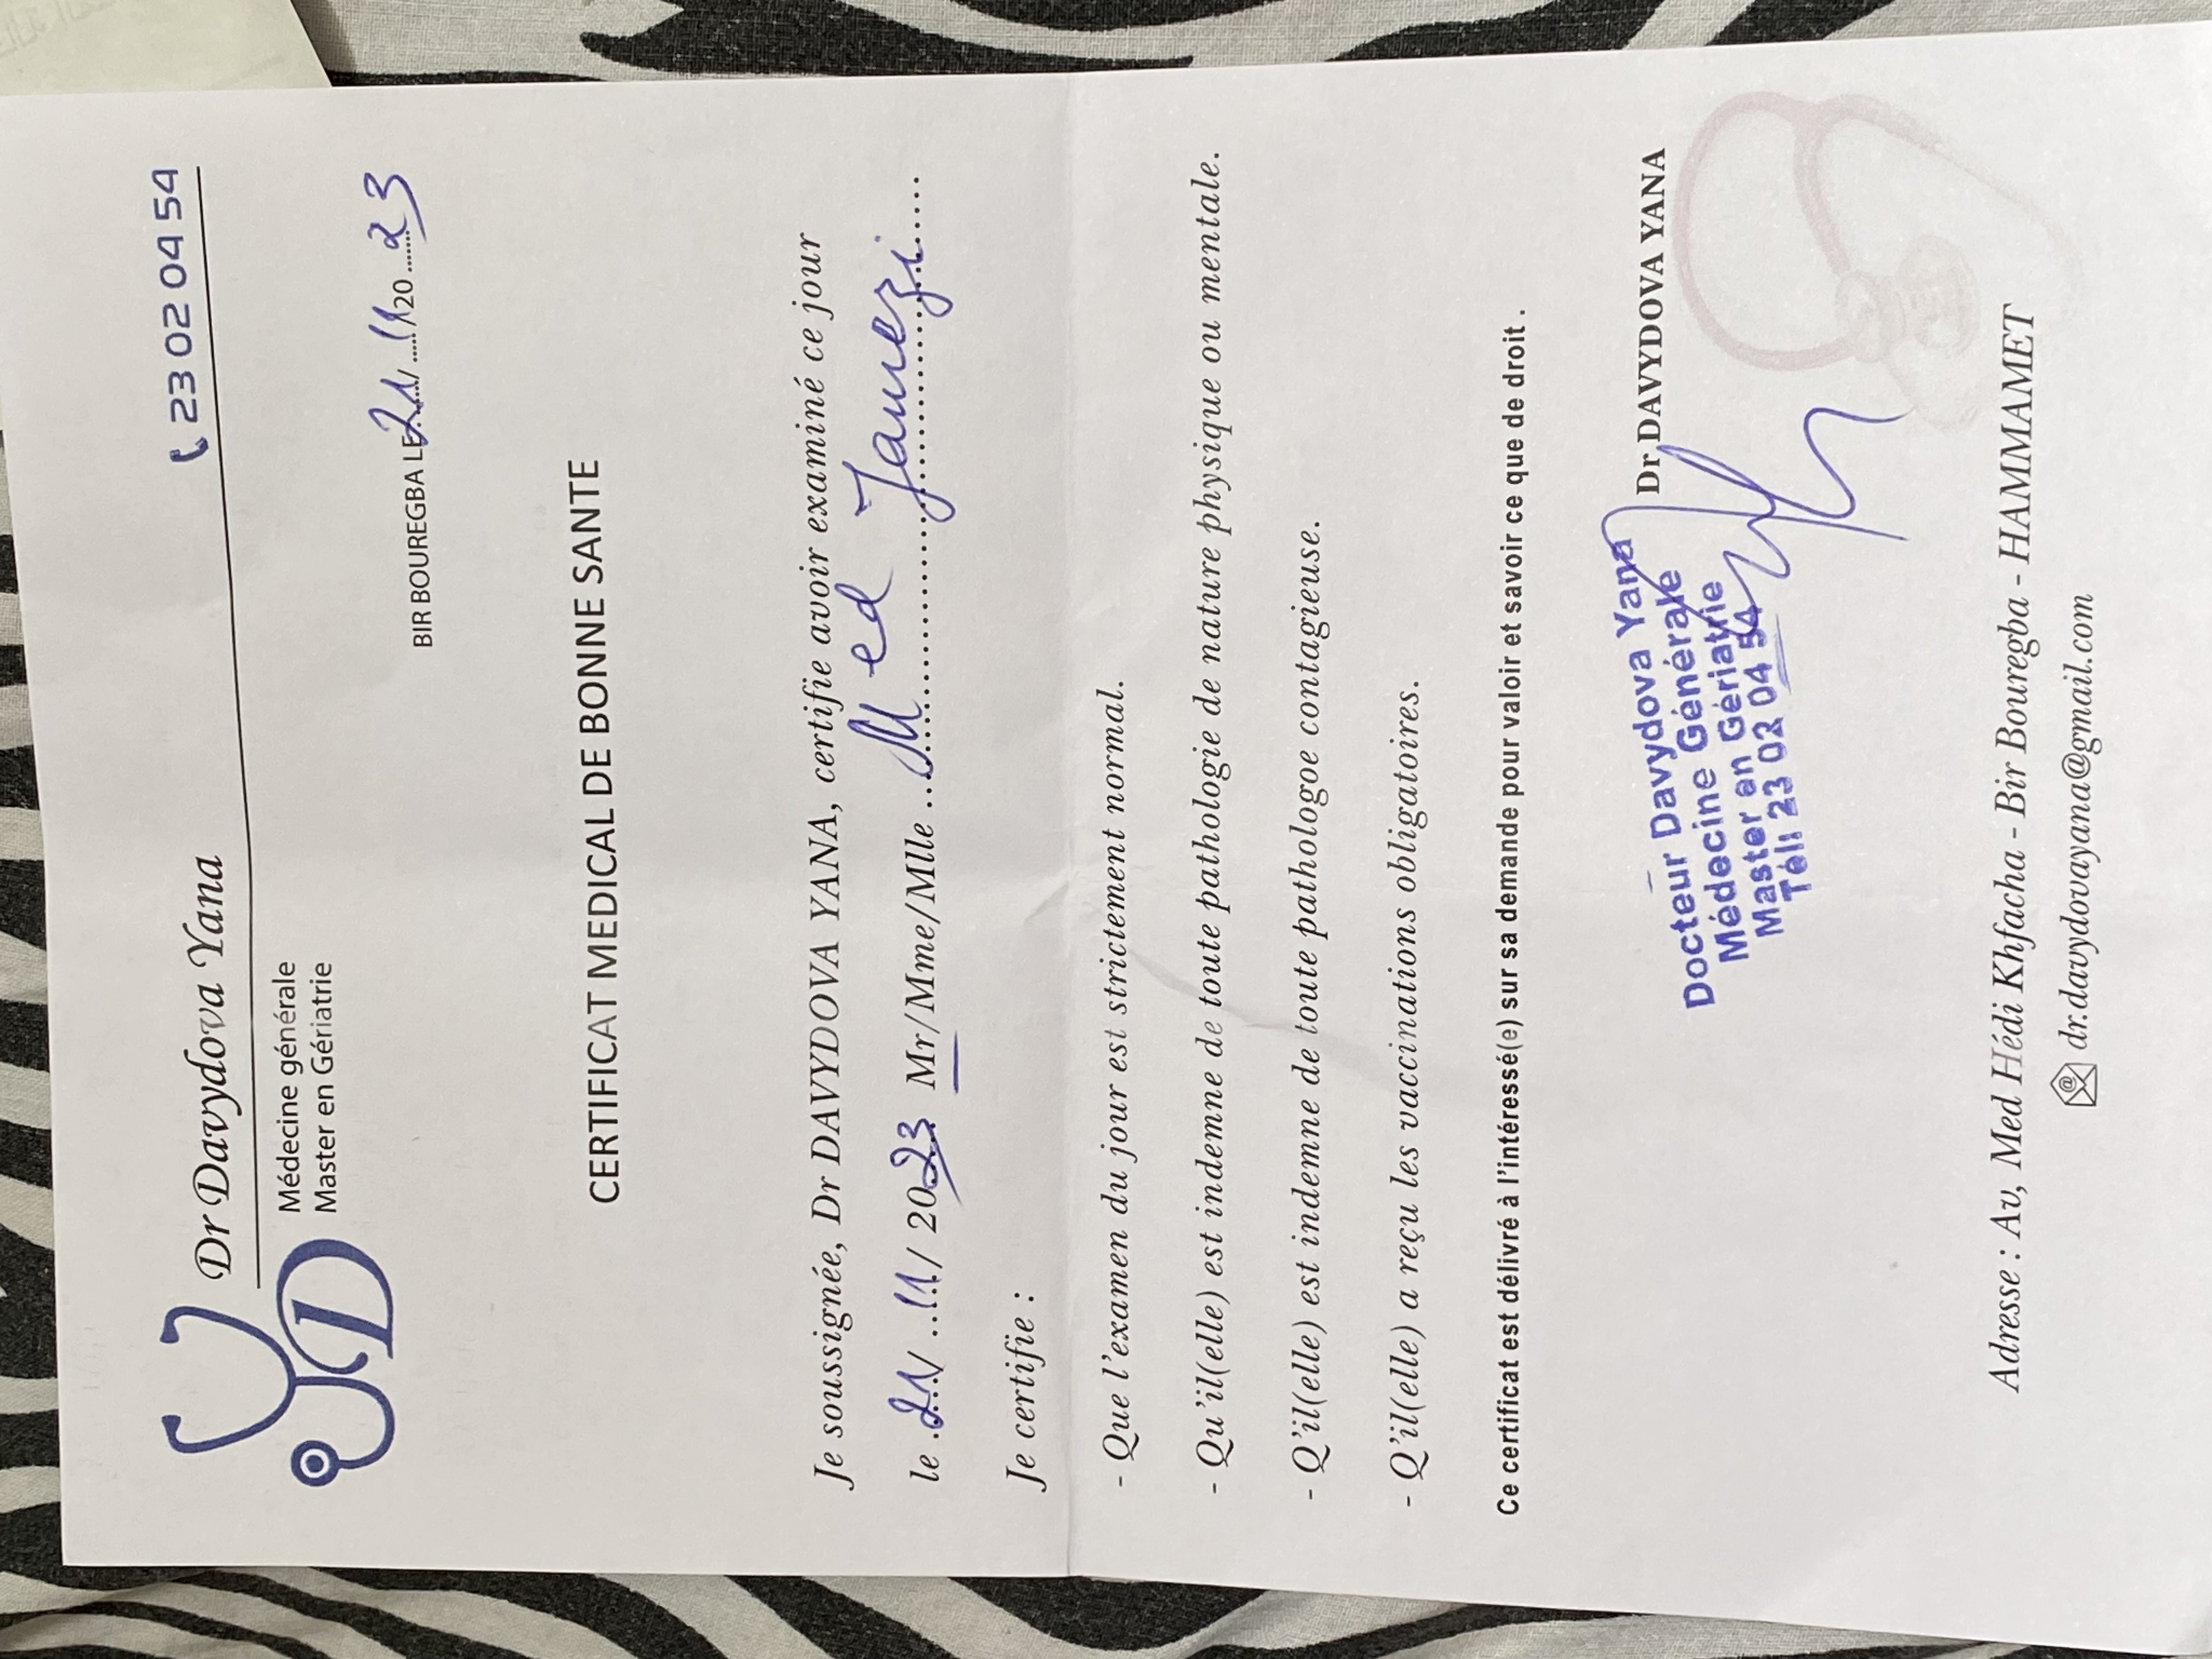 Dr Davydova Yana
23 02 04 54
Médecine générale
Master en Gériatrie
D
BIR BOUREGBA LE 21/11/2023
CERTIFICAT MEDICAL DE BONNE SANTE
Je soussignée, Dr DAVYDOVA YANA, certifie avoir examiné ce jour
le 21/11/2023 Mr/Mme/Mlle Med
Je certifie :
- Que l'examen du jour est strictement normal.
- Qu'il(elle) est indemne de toute pathologie de nature physique ou mentale.
- Q'il(elle) est indemne de toute pathologoe contagieuse.
- Q'il(elle) a reçu les vaccinations obligatoires.
Ce certificat est délivré à l'intéressé(e) sur sa demande pour valoir et savoir ce que de droit .
Dr DAVYDOVA YANA
Docteur Davydova Yana
Médecine Générale
Master en Gériatrie
Tél: 23 02 04 54
Adresse : Av, Med Hédi Khfacha - Bir Bouregba - HAMMAMET
dr.davydovayana@gmail.com